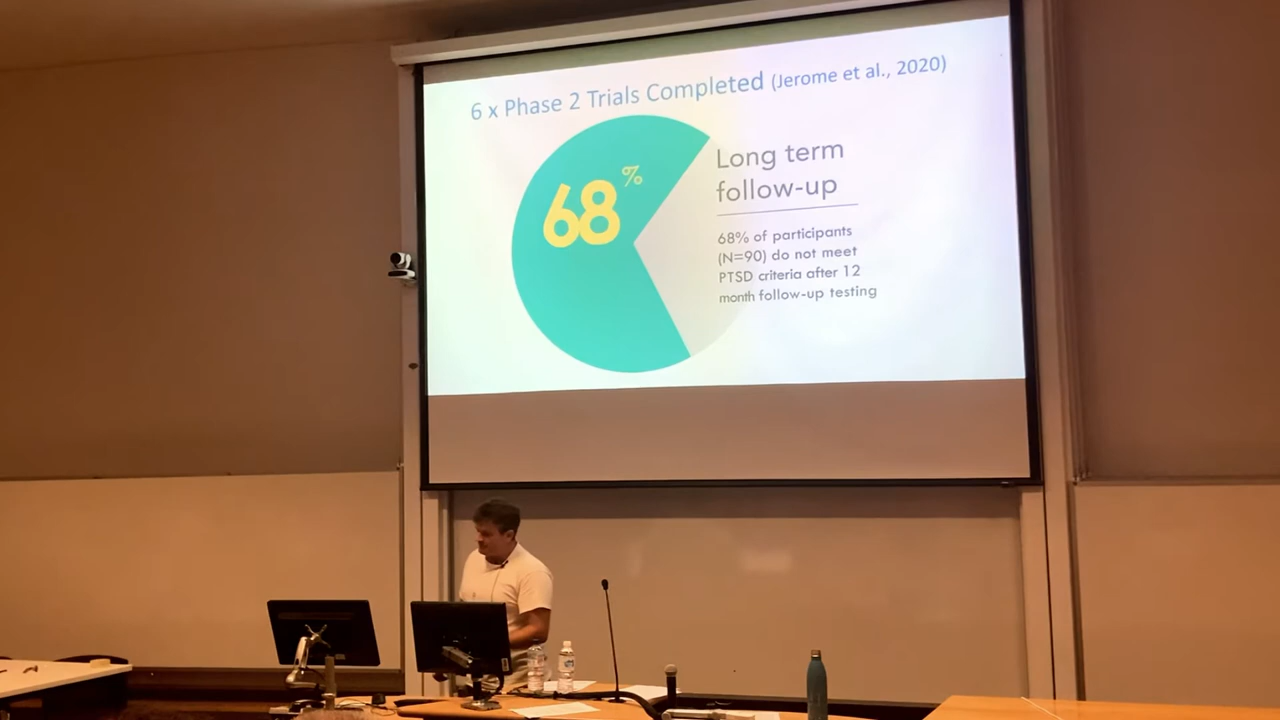 6 x Phase 2 Trials Completed (Jerome et al., 2020)
68%
Long term
follow-up
68% of participants
(N=90) do not meet
PTSD criteria after 12
month follow-up testing